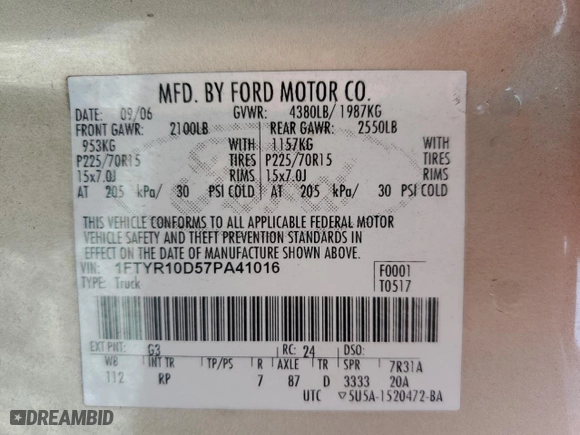 MFD. BY FORD MOTOR CO.
DATE: 09/06 GVWR: 4380LB/ 1987KG
FRONT GAWR: 2100LB REAR GAWR: 2550LB
953KG WITH 1157KG WITH
P225/70R15 TIRES P225/70R15 TIRES
15x7.0J RIMS 15x7.0J RIMS
AT 205 kPa/ 30 PSI COLD AT 205 kPa/ 30 PSI COLD
THIS VEHICLE CONFORMS TO ALL APPLICABLE FEDERAL MOTOR
VEHICLE SAFETY AND THEFT PREVENTION STANDARDS IN
EFFECT ON THE DATE OF MANUFACTURE SHOWN ABOVE.
VIN: 1FTYR10D57PA41016 F0001
TYPE: Truck T0517
EXT PNT: G3 RC: 24 DSO:
WB INT TR TP/PS R AXLE TR SPR 7R31A
112 RP 7 87 D 3333 20A
UTC ▽5U5A-1520472-BA
DREAMBID